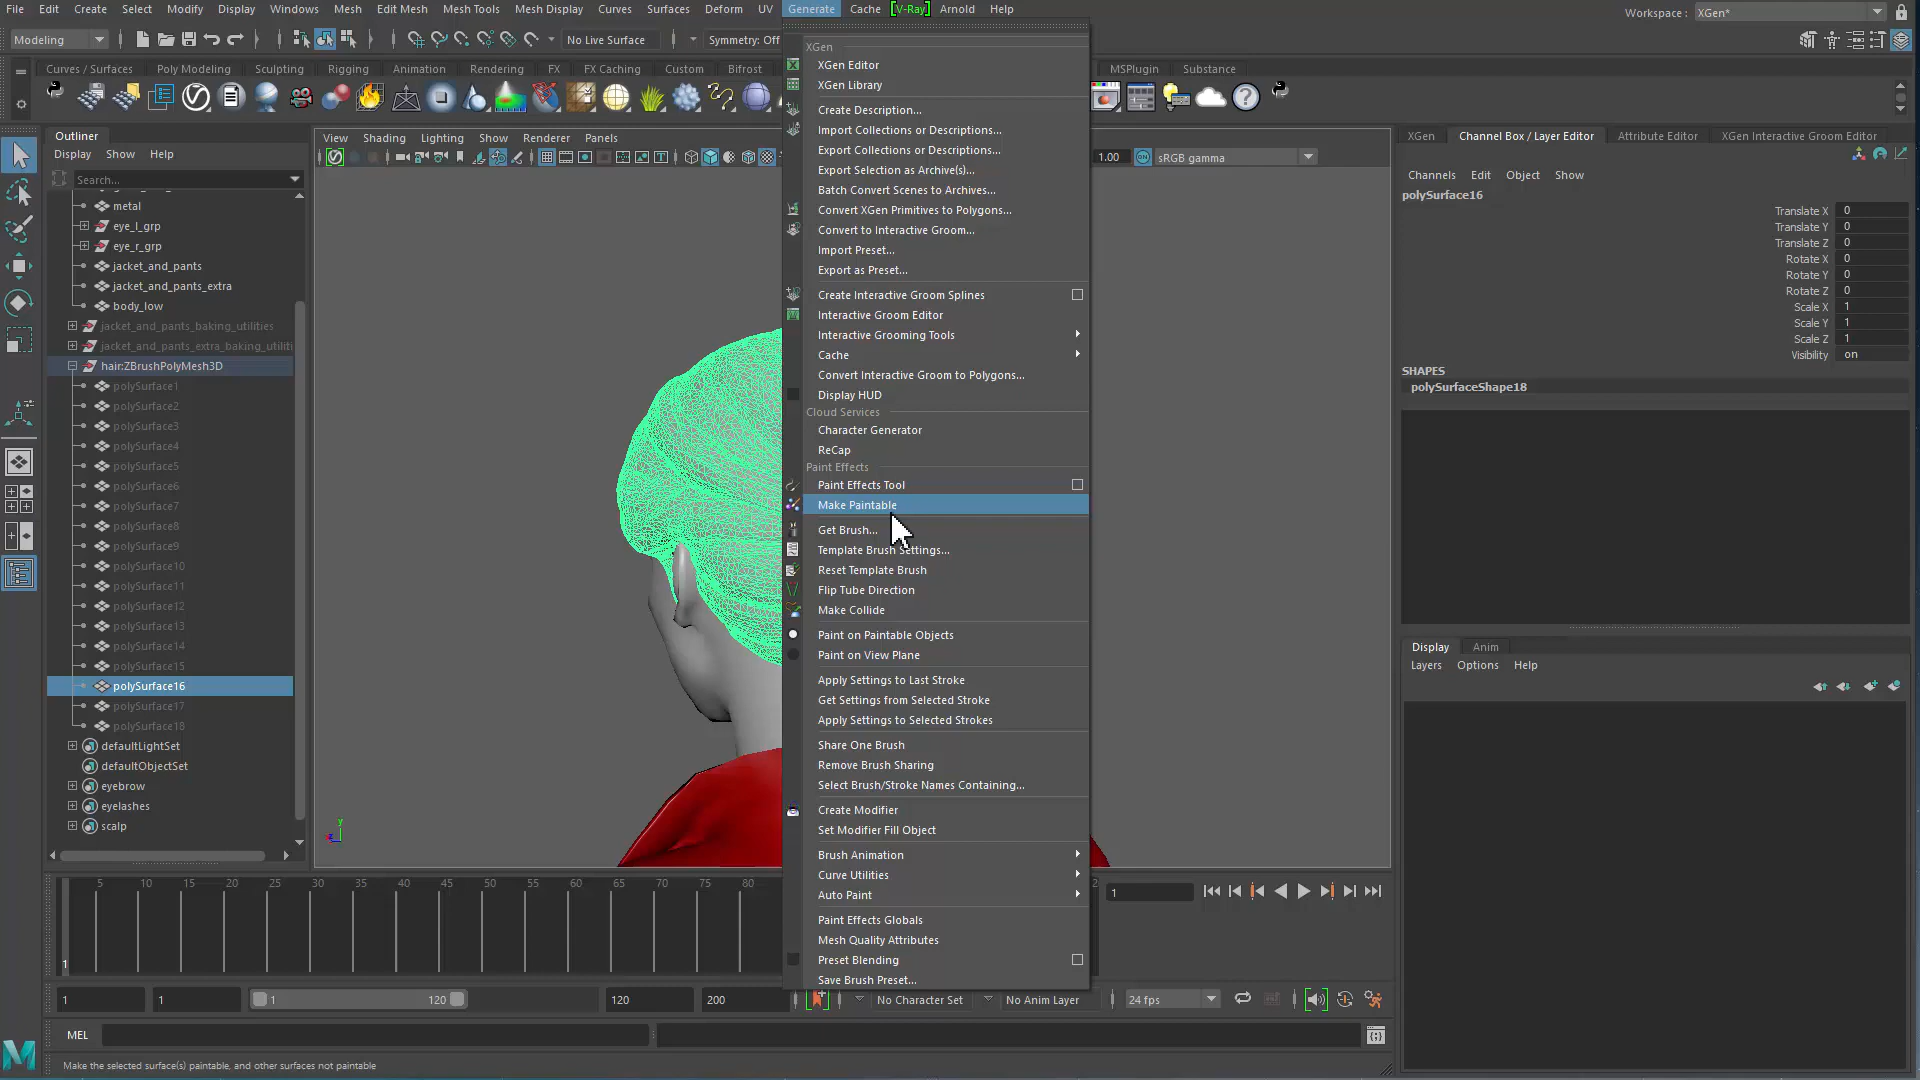 File Edit Create Select Modify Display Windows Mesh Edit Mesh Mesh Tools Mesh Display Curves Surfaces Deform UV Generate Cache [V-Ray] Arnold Help
Workspace : XGen*
Modeling
No Live Surface
Symmetry: Off
Curves / Surfaces Poly Modeling Sculpting Rigging Animation Rendering FX FX Caching Custom Bifrost MSPlugin Substance
Outliner
Display Show Help
Search...
metal
eye_l_grp
eye_r_grp
jacket_and_pants
jacket_and_pants_extra
body_low
jacket_and_pants_baking_utilities
jacket_and_pants_extra_baking_utiliti
hair:ZBrushPolyMesh3D
polySurface1
polySurface2
polySurface3
polySurface4
polySurface5
polySurface6
polySurface7
polySurface8
polySurface9
polySurface10
polySurface11
polySurface12
polySurface13
polySurface14
polySurface15
polySurface16
polySurface17
polySurface18
defaultLightSet
defaultObjectSet
eyebrow
eyelashes
scalp
View Shading Lighting Show Renderer Panels
1.00
ON
sRGB gamma
y
XGen
XGen Editor
XGen Library
Create Description...
Import Collections or Descriptions...
Export Collections or Descriptions...
Export Selection as Archive(s)...
Batch Convert Scenes to Archives...
Convert XGen Primitives to Polygons...
Convert to Interactive Groom...
Import Preset...
Export as Preset...
Create Interactive Groom Splines
Interactive Groom Editor
Interactive Grooming Tools
Cache
Convert Interactive Groom to Polygons...
Display HUD
Cloud Services
Character Generator
ReCap
Paint Effects
Paint Effects Tool
Make Paintable
Get Brush...
Template Brush Settings...
Reset Template Brush
Flip Tube Direction
Make Collide
Paint on Paintable Objects
Paint on View Plane
Apply Settings to Last Stroke
Get Settings from Selected Stroke
Apply Settings to Selected Strokes
Share One Brush
Remove Brush Sharing
Select Brush/Stroke Names Containing...
Create Modifier
Set Modifier Fill Object
Brush Animation
Curve Utilities
Auto Paint
Paint Effects Globals
Mesh Quality Attributes
Preset Blending
Save Brush Preset...
XGen Channel Box / Layer Editor Attribute Editor XGen Interactive Groom Editor
Channels Edit Object Show
polySurface16
Translate X 0
Translate Y 0
Translate Z 0
Rotate X 0
Rotate Y 0
Rotate Z 0
Scale X 1
Scale Y 1
Scale Z 1
Visibility on
SHAPES
polySurfaceShape18
Display Anim
Layers Options Help
5 10 15 20 25 30 35 40 45 50 55 60 65 70 75 80
1
1
1 1 1 120 120 200
No Character Set
No Anim Layer
24 fps
MEL
Make the selected surface(s) paintable, and other surfaces not paintable